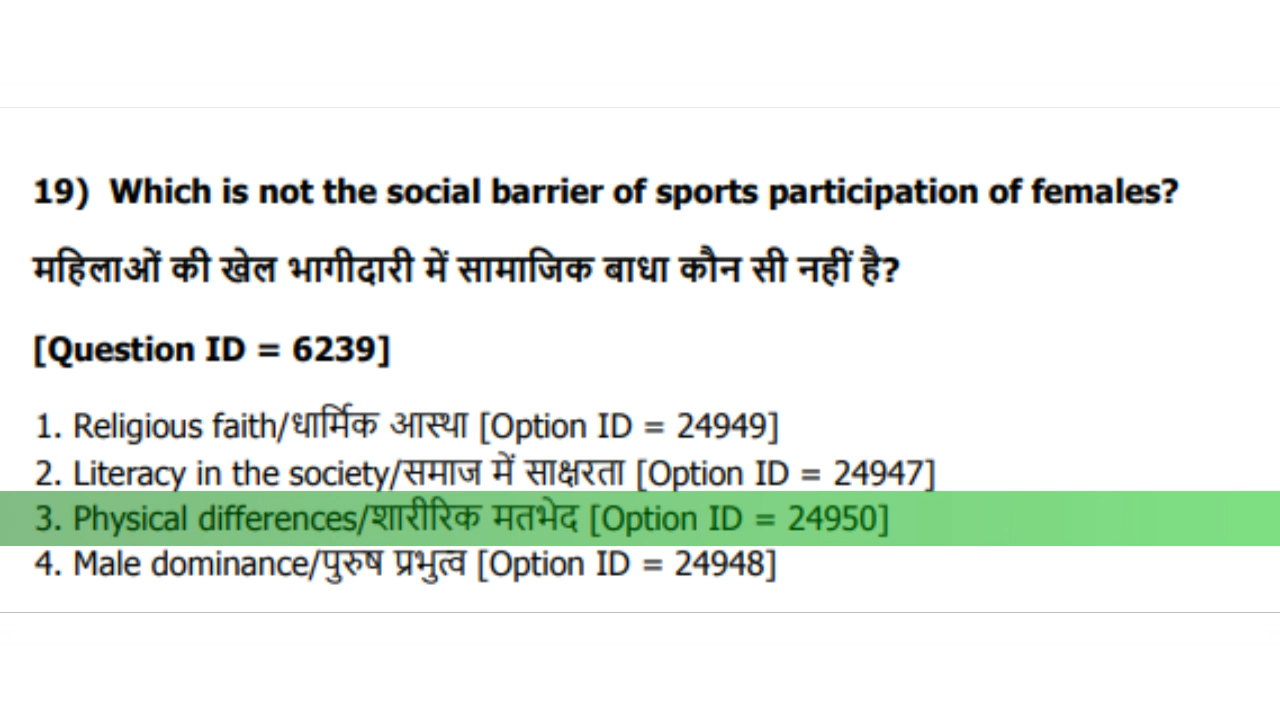 19) Which is not the social barrier of sports participation of females?
महिलाओं की खेल भागीदारी में सामाजिक बाधा कौन सी नहीं है?
[Question ID = 6239]
1. Religious faith/धार्मिक आस्था [Option ID = 24949]
2. Literacy in the society/समाज में साक्षरता [Option ID = 24947]
3. Physical differences/शारीरिक मतभेद [Option ID = 24950]
4. Male dominance/पुरुष प्रभुत्व [Option ID = 24948]